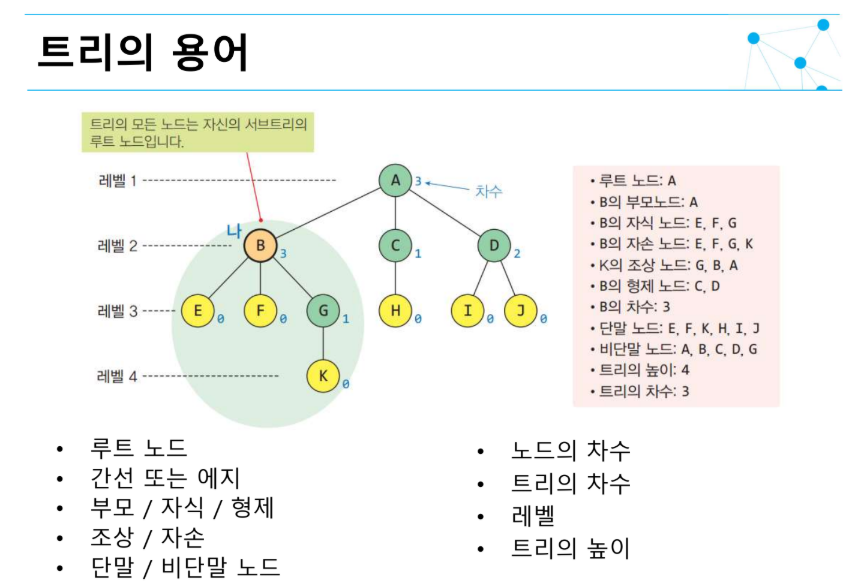 트리의 용어
트리의 모든 노드는 자신의 서브트리의
루트 노드입니다.
레벨 1
A 3
차수
레벨 2
나
B 3
C 1
D 2
레벨 3
E 0
F 0
G 1
H 0
I 0
J 0
레벨 4
K 0
• 루트 노드: A
• B의 부모노드: A
• B의 자식 노드: E, F, G
• B의 자손 노드: E, F, G, K
• K의 조상 노드: G, B, A
• B의 형제 노드: C, D
• B의 차수: 3
• 단말 노드: E, F, K, H, I, J
• 비단말 노드: A, B, C, D, G
• 트리의 높이: 4
• 트리의 차수: 3
• 루트 노드
• 간선 또는 에지
• 부모 / 자식 / 형제
• 조상 / 자손
• 단말 / 비단말 노드
• 노드의 차수
• 트리의 차수
• 레벨
• 트리의 높이